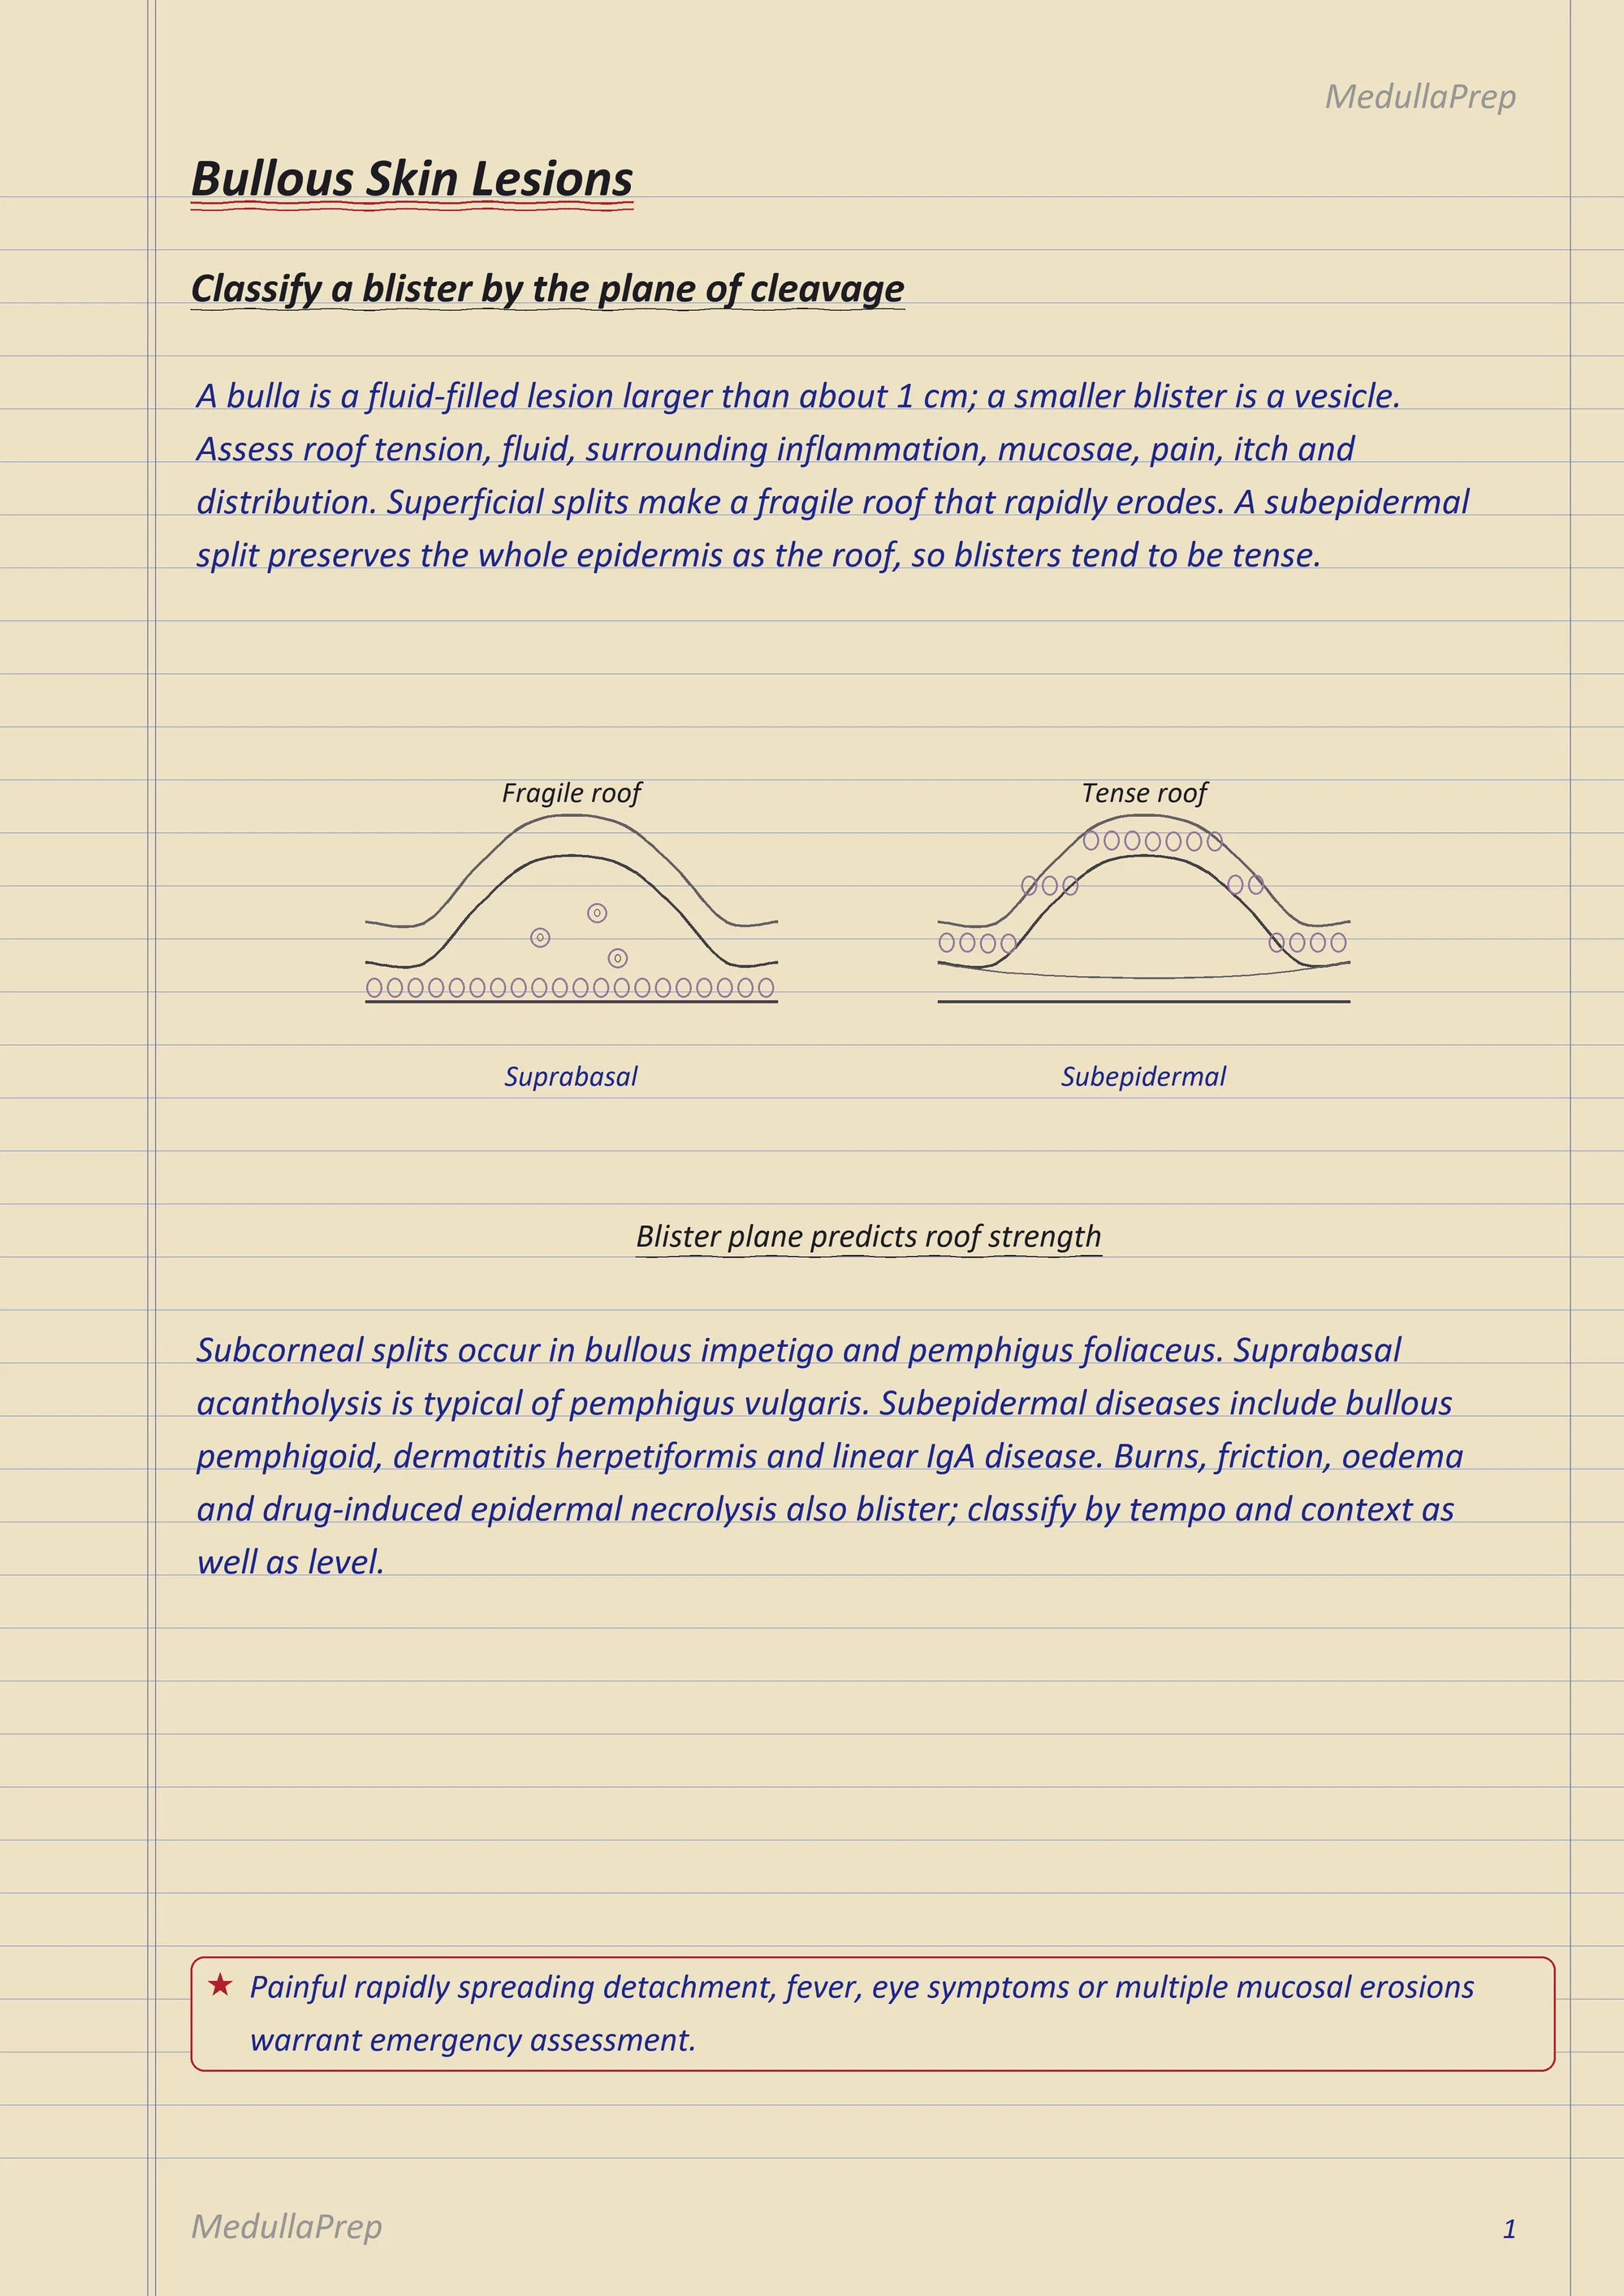 MedullaPrep
Bullous Skin Lesions
Classify a blister by the plane of cleavage
A bulla is a fluid-filled lesion larger than about 1 cm; a smaller blister is a vesicle.
Assess roof tension, fluid, surrounding inflammation, mucosae, pain, itch and
distribution. Superficial splits make a fragile roof that rapidly erodes. A subepidermal
split preserves the whole epidermis as the roof, so blisters tend to be tense.
Fragile roof
Tense roof
Suprabasal
Subepidermal
Blister plane predicts roof strength
Subcorneal splits occur in bullous impetigo and pemphigus foliaceus. Suprabasal
acantholysis is typical of pemphigus vulgaris. Subepidermal diseases include bullous
pemphigoid, dermatitis herpetiformis and linear IgA disease. Burns, friction, oedema
and drug-induced epidermal necrolysis also blister; classify by tempo and context as
well as level.
★ Painful rapidly spreading detachment, fever, eye symptoms or multiple mucosal erosions
warrant emergency assessment.
MedullaPrep
1